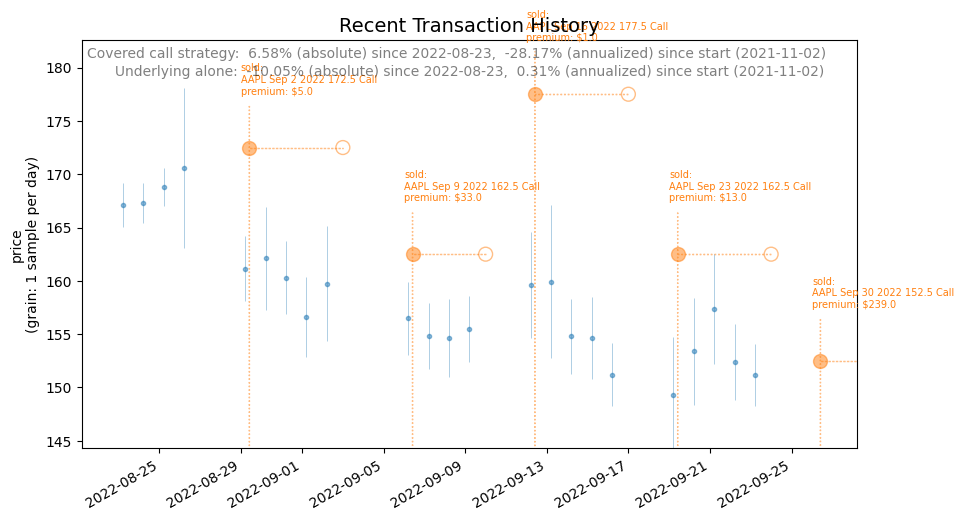 Recent Transaction History
sold:
AAPL Sep 16 2022 177.5 Call
premium: $1.0
Covered call strategy: 6.58% (absolute) since 2022-08-23, -28.17% (annualized) since start (2021-11-02)
Underlying alone: -10.05% (absolute) since 2022-08-23, 0.31% (annualized) since start (2021-11-02)
sold:
AAPL Sep 2 2022 172.5 Call
premium: $5.0
sold:
AAPL Sep 9 2022 162.5 Call
premium: $33.0
sold:
AAPL Sep 23 2022 162.5 Call
premium: $13.0
sold:
AAPL Sep 30 2022 152.5 Call
premium: $239.0
price
(grain: 1 sample per day)
180
175
170
165
160
155
150
145
2022-08-25
2022-08-29
2022-09-01
2022-09-05
2022-09-09
2022-09-13
2022-09-17
2022-09-21
2022-09-25